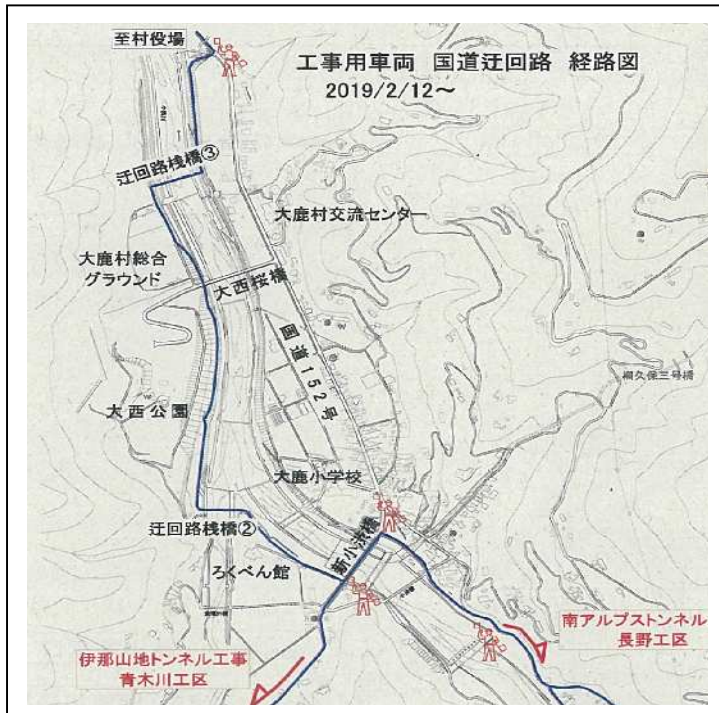 至村役場
工事用車両 国道迂回路 経路図
2019/2/12～
迂回路桟橋③
大鹿村交流センター
大鹿村総合
グラウンド
大西桜橋
国道152号
大西公園
大鹿小学校
迂回路桟橋②
新小渋橋
ろくべん館
南アルプストンネル
長野工区
伊那山地トンネル工事
青木川工区